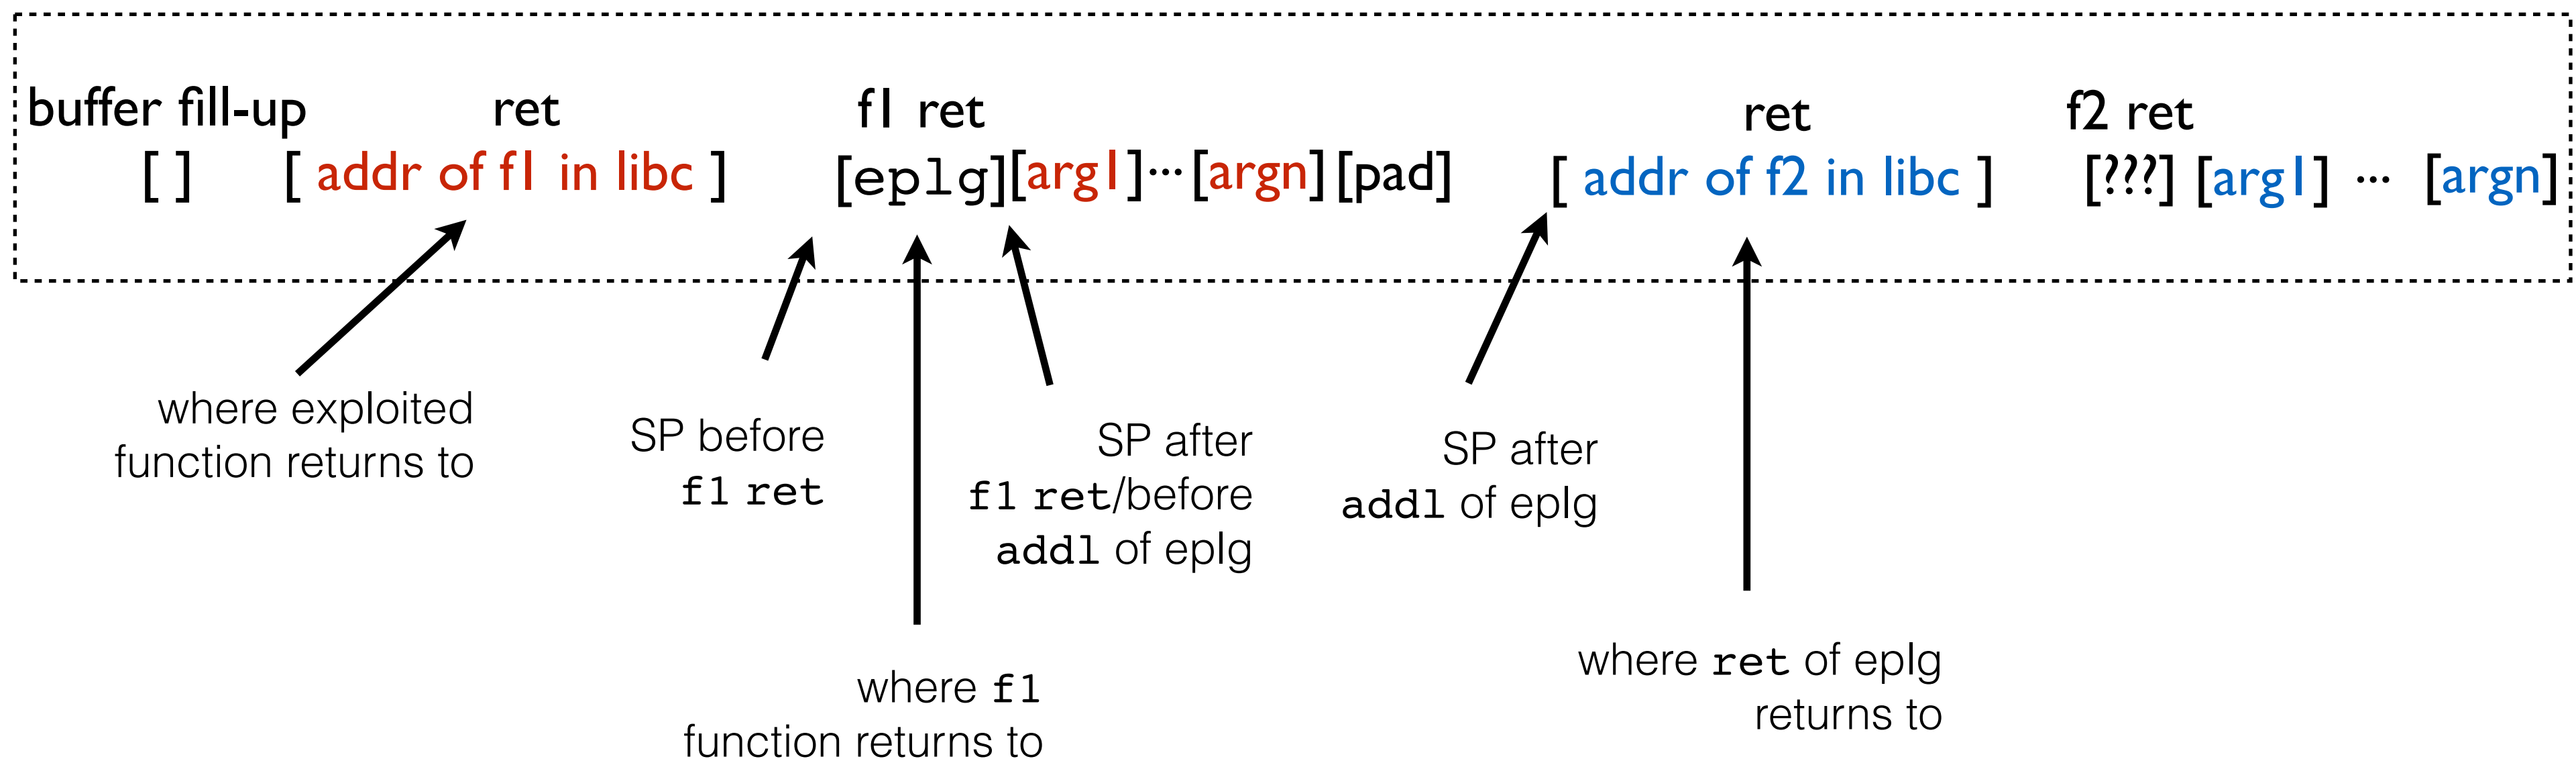 buffer fill-up ret f1 ret ret f2 ret
[ ] [ addr of f1 in libc ] [eplg][arg1]...[argn][pad] [ addr of f2 in libc ] [???] [arg1] ... [argn]
where exploited
function returns to
SP before
f1 ret
SP after
f1 ret/before
addl of eplg
SP after
addl of eplg
where f1
function returns to
where ret of eplg
returns to